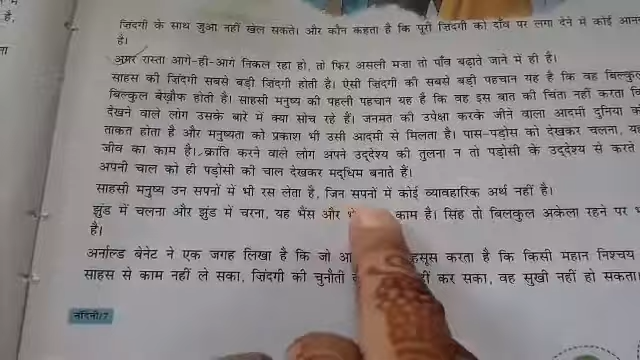 ज़िंदगी के साथ जुआ नहीं खेल सकते। और कौन कहता है कि पूरी ज़िंदगी को दाँव पर लगा देने में कोई
है।
अगर रास्ता आगे-ही-आगे निकल रहा हो, तो फिर असली मज़ा तो पाँव बढ़ाते जाने में ही है।
साहस की ज़िंदगी सबसे बड़ी ज़िंदगी होती है। ऐसी ज़िंदगी की सबसे बड़ी पहचान यह है कि वह
बिल्कुल बेखौफ़ होती है। साहसी मनुष्य की पहली पहचान यह है कि वह इस बात की चिंता नहीं करता
देखने वाले लोग उसके बारे में क्या सोच रहे हैं। जनमत की उपेक्षा करके जीने वाला आदमी दुनिया
ताकत होता है और मनुष्यता को प्रकाश भी उसी आदमी से मिलता है। पास-पड़ोस को देखकर चलना,
जीव का काम है। क्रांति करने वाले लोग अपने उद्देश्य की तुलना न तो पड़ोसी के उद्देश्य से करते
अपनी चाल को ही पड़ोसी की चाल देखकर मद्धिम बनाते हैं।
साहसी मनुष्य उन सपनों में भी रस लेता है, जिन सपनों में कोई व्यावहारिक अर्थ नहीं है।
झुंड में चलना और झुंड में चरना, यह भैंस और काम है। सिंह तो बिलकुल अकेला रहने पर
है।
अर्नाल्ड बेनेट ने एक जगह लिखा है कि जो करता है कि किसी महान निश्चय
साहस से काम नहीं ले सका, ज़िंदगी की चुनौती कर सका, वह सुखी नहीं हो सकता।
नंदिनी/7
है,